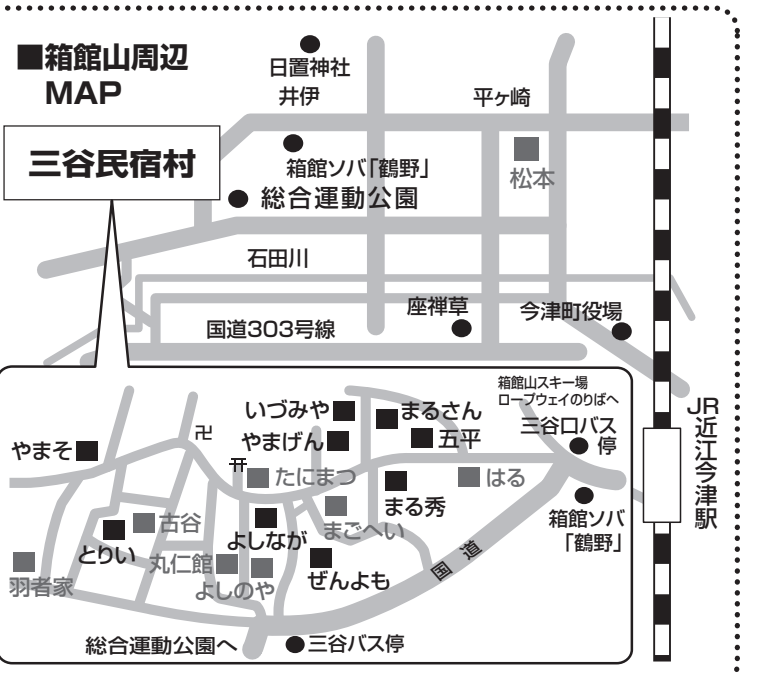 ■箱館山周辺
MAP
日置神社
井伊
平ヶ崎
三谷民宿村
箱館ソバ「鶴野」
松本
総合運動公園
石田川
座禅草
今津町役場
国道303号線
箱館山スキー場
ロープウェイのりばへ
JR近江今津駅
いづみや
まるさん
三谷口バス停
やまげん
五平
卍
やまそ
たにまつ
はる
まる秀
箱館ソバ
「鶴野」
古谷
まごへい
よしなが
とりい
丸仁館
国道
羽者家
よしのや
ぜんよも
総合運動公園へ
三谷バス停